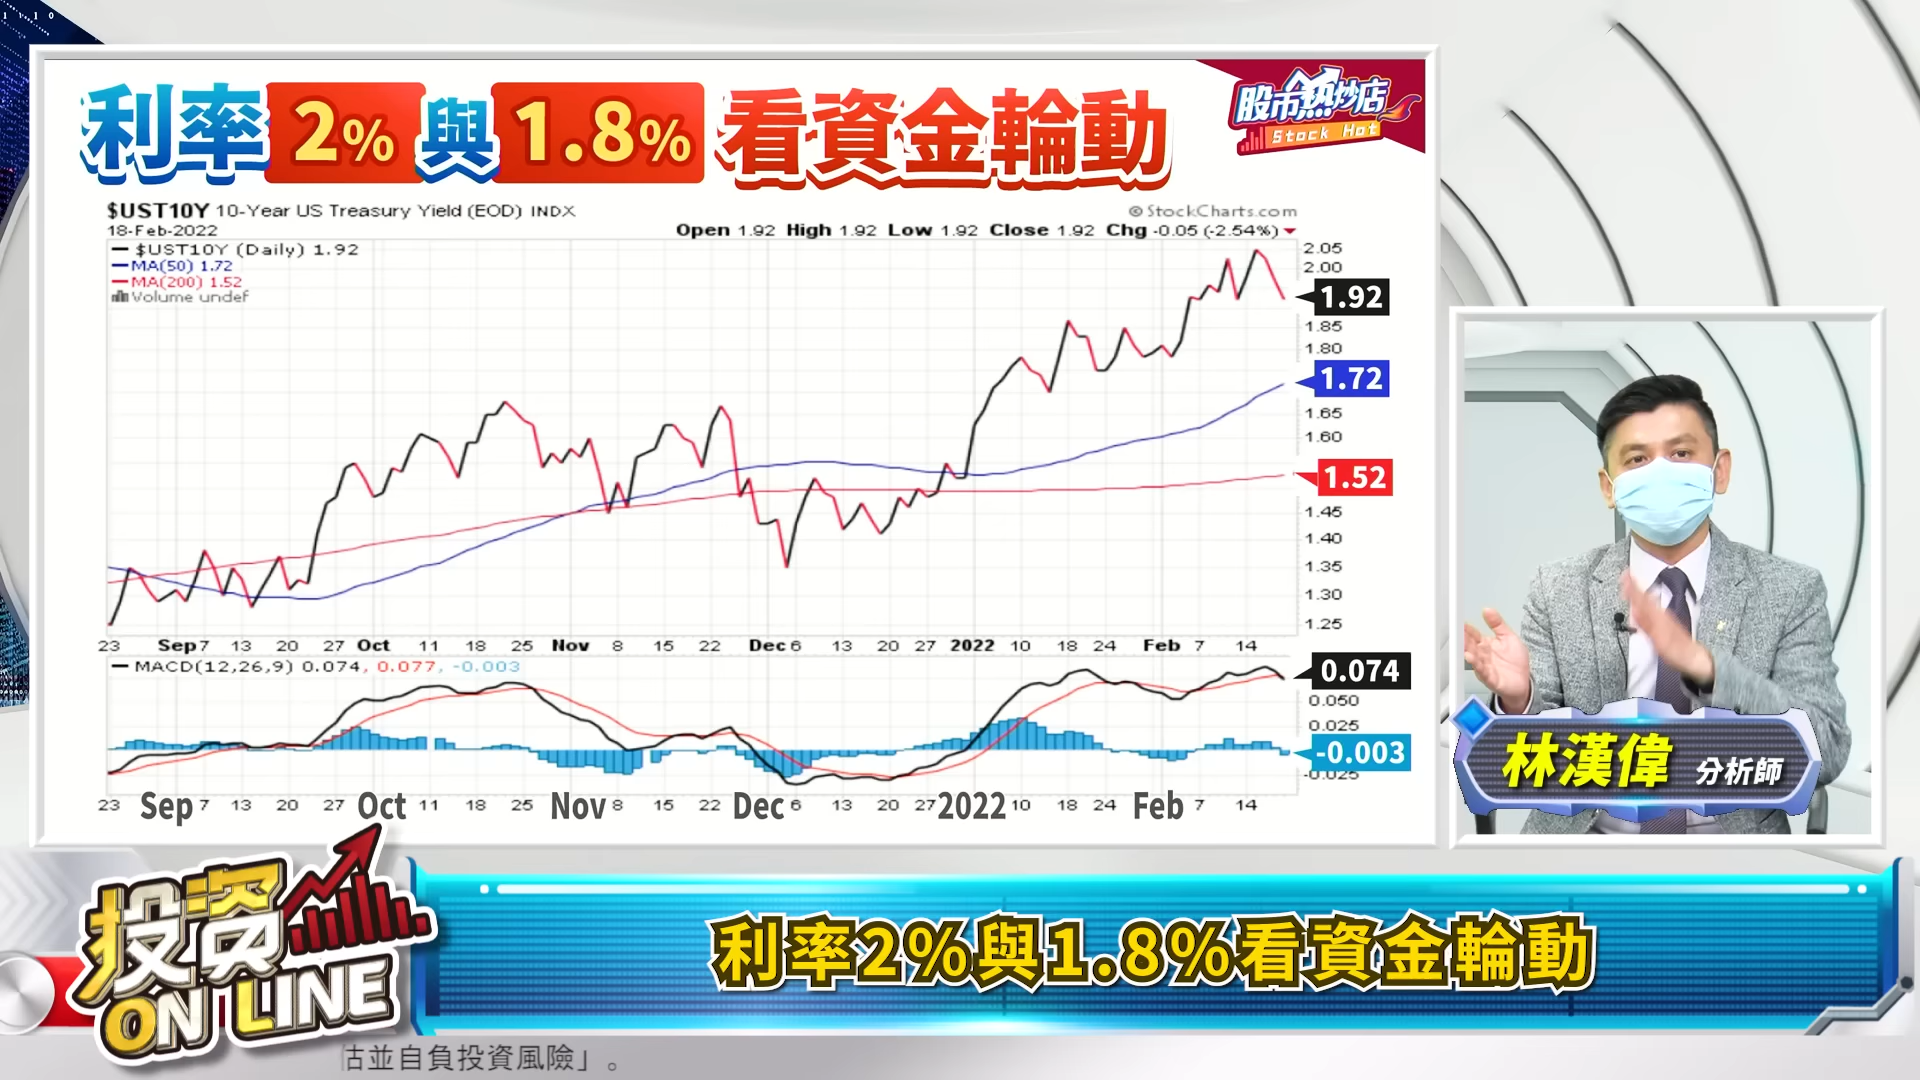 1 1 1 0
利率2%與1.8%看資金輪動
股市熱炒店
Stock Hot
$UST10Y 10-Year US Treasury Yield (EOD) INDX
© StockCharts.com
18-Feb-2022
Open 1.92 High 1.92 Low 1.92 Close 1.92 Chg -0.05 (-2.54%)
$UST10Y (Daily) 1.92
MA(50) 1.72
MA(200) 1.52
Volume undef
2.05
2.00
1.92
1.85
1.80
1.72
1.65
1.60
1.52
1.45
1.40
1.35
1.30
1.25
23 Sep 7 13 20 27 Oct 11 18 25 Nov 8 15 22 Dec 6 13 20 27 2022 10 18 24 Feb 7 14
MACD(12,26,9) 0.074, 0.077, -0.003
0.074
0.050
0.025
-0.003
-0.025
23 Sep 7 13 20 27 Oct 11 18 25 Nov 8 15 22 Dec 6 13 20 27 2022 10 18 24 Feb 7 14
林漢偉 分析師
投資
ON LINE
利率2%與1.8%看資金輪動
估並自負投資風險」。